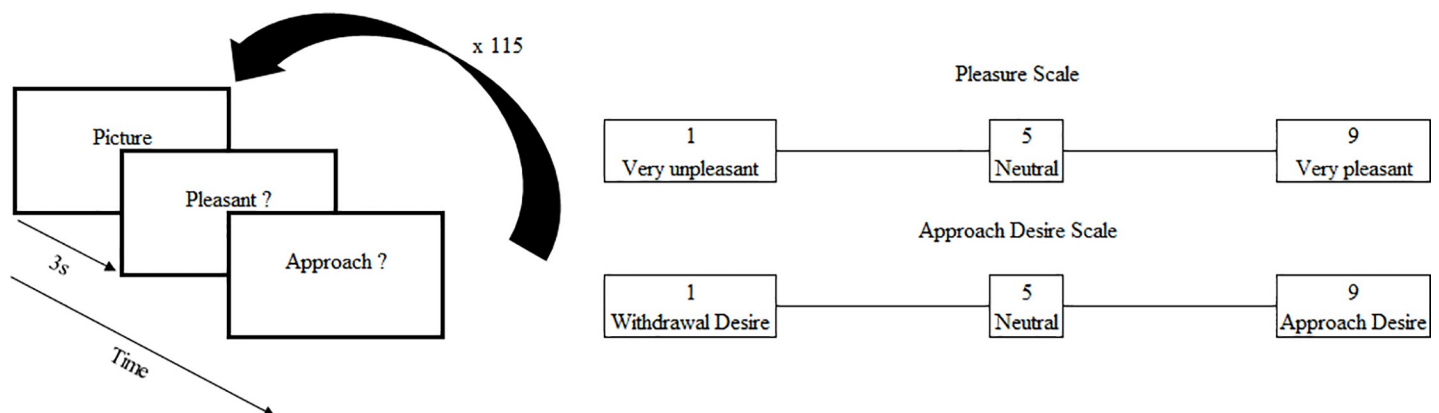 x 115
Picture
Pleasant ?
Approach ?
3s
Time
Pleasure Scale
1
Very unpleasant
5
Neutral
9
Very pleasant
Approach Desire Scale
1
Withdrawal Desire
5
Neutral
9
Approach Desire